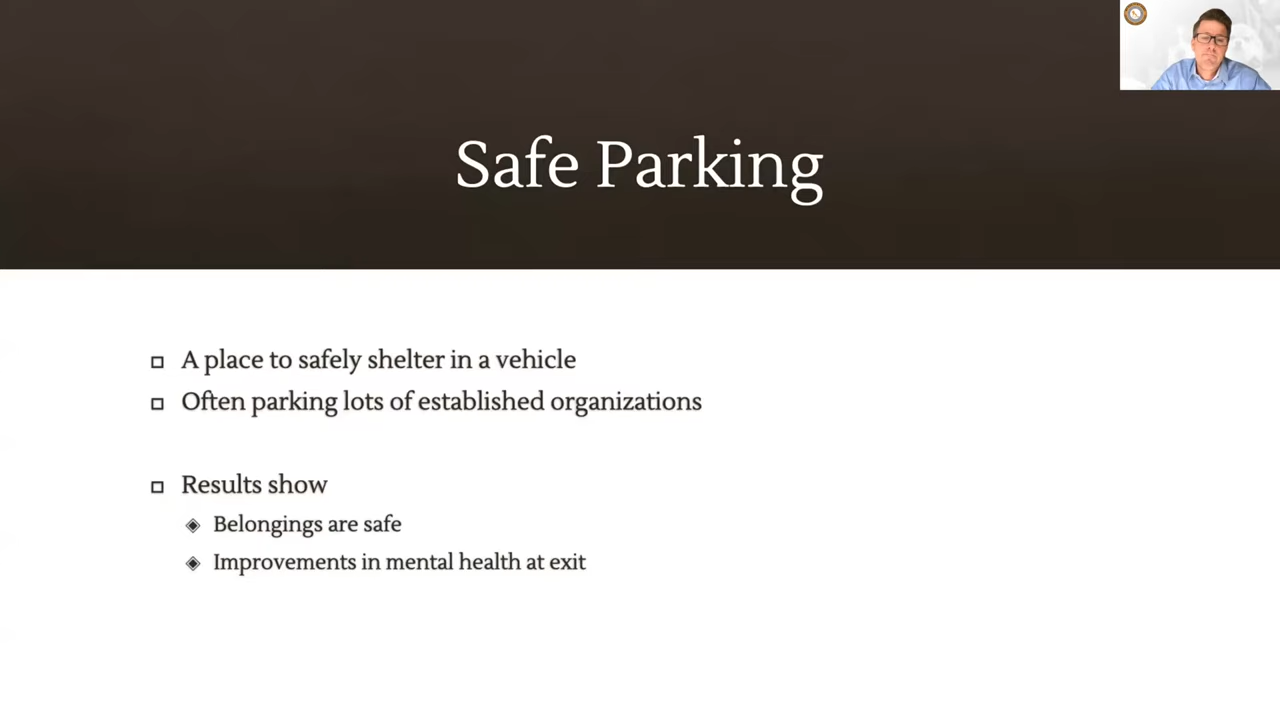 Safe Parking
A place to safely shelter in a vehicle
Often parking lots of established organizations
Results show
Belongings are safe
Improvements in mental health at exit